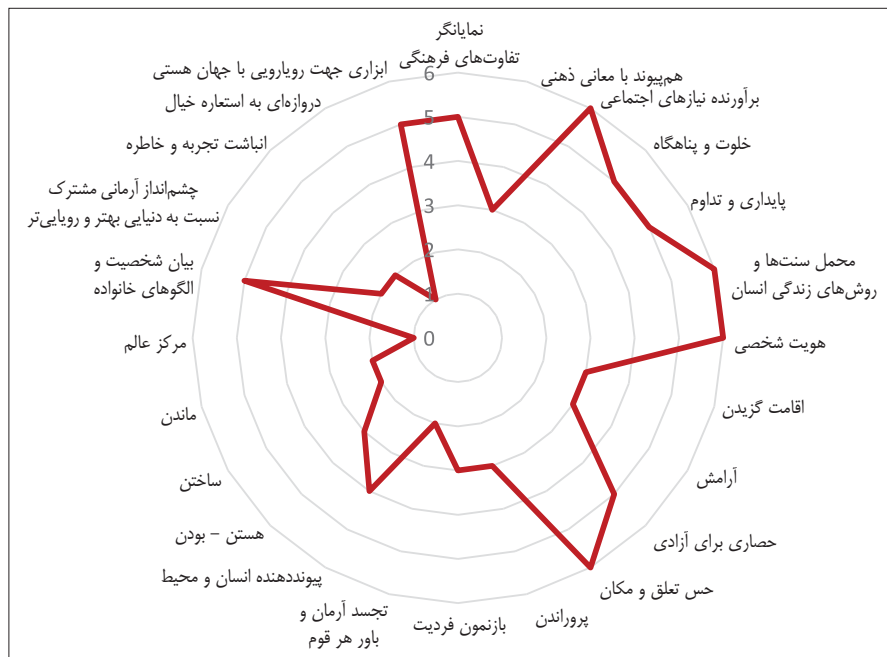 نمایانگر
تفاوت‌های فرهنگی
هم‌پیوند با معانی ذهنی
برآورنده نیازهای اجتماعی
خلوت و پناهگاه
پایداری و تداوم
محمل سنت‌ها و
روش‌های زندگی انسان
هویت شخصی
اقامت گزیدن
آرامش
حصاری برای آزادی
حس تعلق و مکان
پروراندن
بازنمون فردیت
تجسد آرمان و
باور هر قوم
پیونددهنده انسان و محیط
هستن – بودن
ساختن
ماندن
مرکز عالم
بیان شخصیت و
الگوهای خانواده
چشم‌انداز آرمانی مشترک
نسبت به دنیایی بهتر و رویایی‌تر
انباشت تجربه و خاطره
دروازه‌ای به استعاره خیال
ابزاری جهت رویارویی با جهان هستی
6
5
4
3
2
1
0